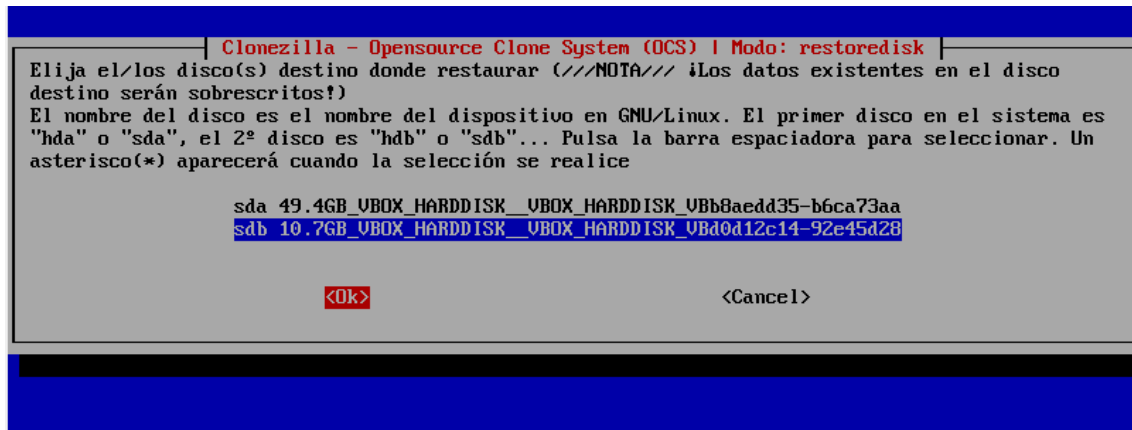 Clonezilla - Opensource Clone System (OCS) | Modo: restoredisk
Elija el/los disco(s) destino donde restaurar (///NOTA/// ¡Los datos existentes en el disco
destino serán sobrescritos!)
El nombre del disco es el nombre del dispositivo en GNU/Linux. El primer disco en el sistema es
"hda" o "sda", el 2º disco es "hdb" o "sdb"... Pulsa la barra espaciadora para seleccionar. Un
asterisco(*) aparecerá cuando la selección se realice
sda 49.4GB_VBOX_HARDDISK__VBOX_HARDDISK_VBb8aedd35-b6ca73aa
sdb 10.7GB_VBOX_HARDDISK__VBOX_HARDDISK_VBd0d12c14-92e45d28
<Ok> <Cancel>